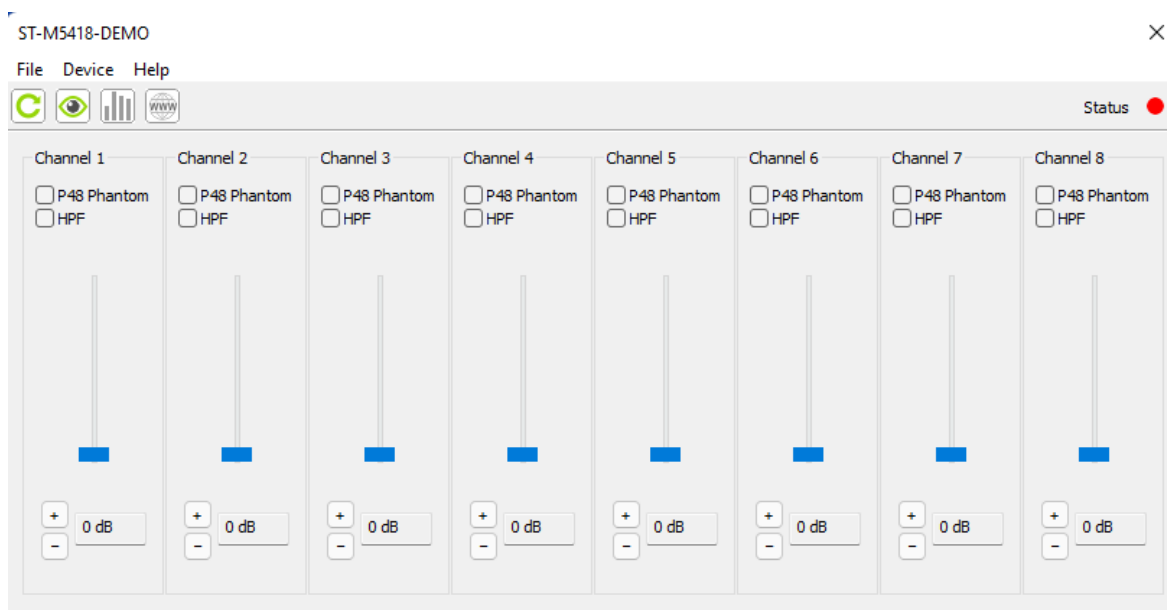 ST-M5418-DEMO
File Device Help
www Status
Channel 1 Channel 2 Channel 3 Channel 4 Channel 5 Channel 6 Channel 7 Channel 8
P48 Phantom P48 Phantom P48 Phantom P48 Phantom P48 Phantom P48 Phantom P48 Phantom P48 Phantom
HPF HPF HPF HPF HPF HPF HPF HPF
+ + + + + + + +
0 dB 0 dB 0 dB 0 dB 0 dB 0 dB 0 dB 0 dB
- - - - - - - -